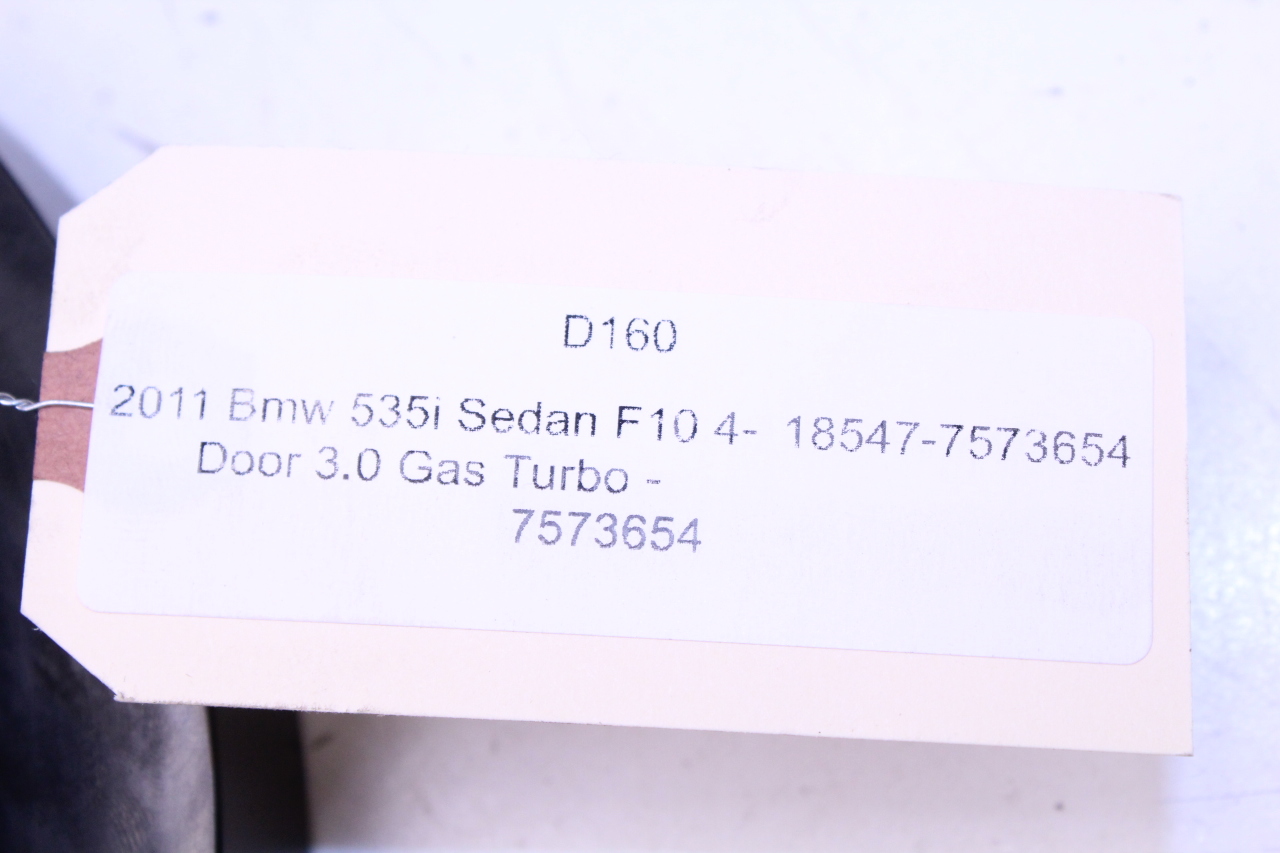 D160
2011 Bmw 535i Sedan F10 4- 18547-7573654
Door 3.0 Gas Turbo -
7573654